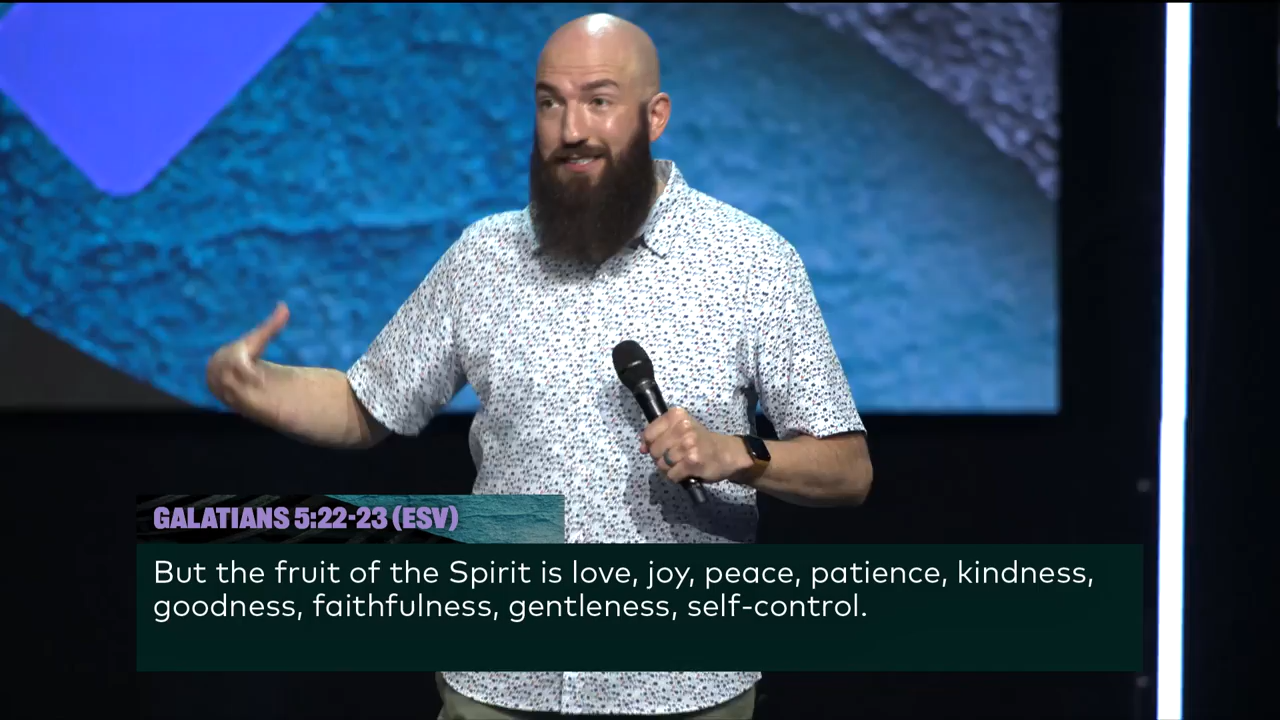 GALATIANS 5:22-23 (ESV)
But the fruit of the Spirit is love, joy, peace, patience, kindness,
goodness, faithfulness, gentleness, self-control.